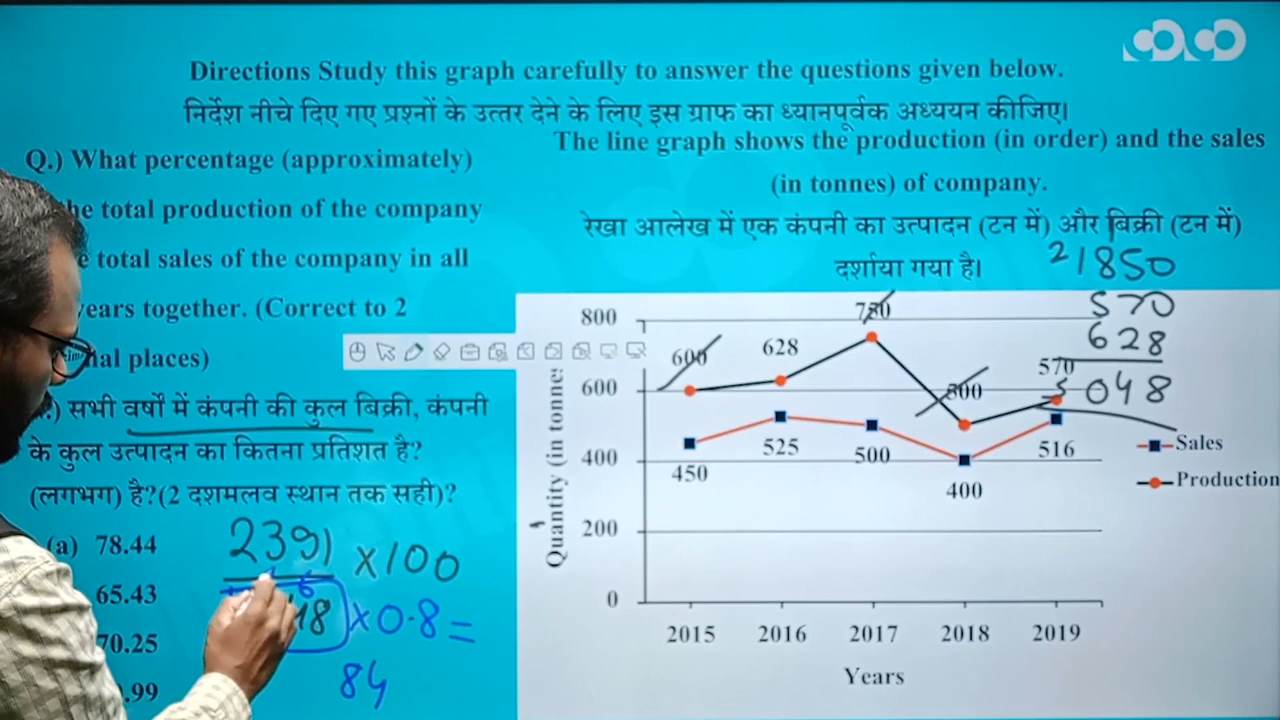 Directions Study this graph carefully to answer the questions given below.
निर्देश नीचे दिए गए प्रश्नों के उत्तर देने के लिए इस ग्राफ का ध्यानपूर्वक अध्ययन कीजिए।
Q.) What percentage (approximately)
the total production of the company
total sales of the company in all
years together. (Correct to 2
places)
सभी वर्षों में कंपनी की कुल बिक्री, कंपनी
के कुल उत्पादन का कितना प्रतिशत है?
(लगभग) है?(2 दशमलव स्थान तक सही)?
(a) 78.44
65.43
70.25
.99
2391 ×100
48 ×0.8=
84
The line graph shows the production (in order) and the sales
(in tonnes) of company.
रेखा आलेख में एक कंपनी का उत्पादन (टन में) और बिक्री (टन में)
दर्शाया गया है।
21850
570
628
3048
Quantity (in tonnes
800
600
400
200
0
600
628
750
500
570
450
525
500
400
516
2015 2016 2017 2018 2019
Years
Sales
Production